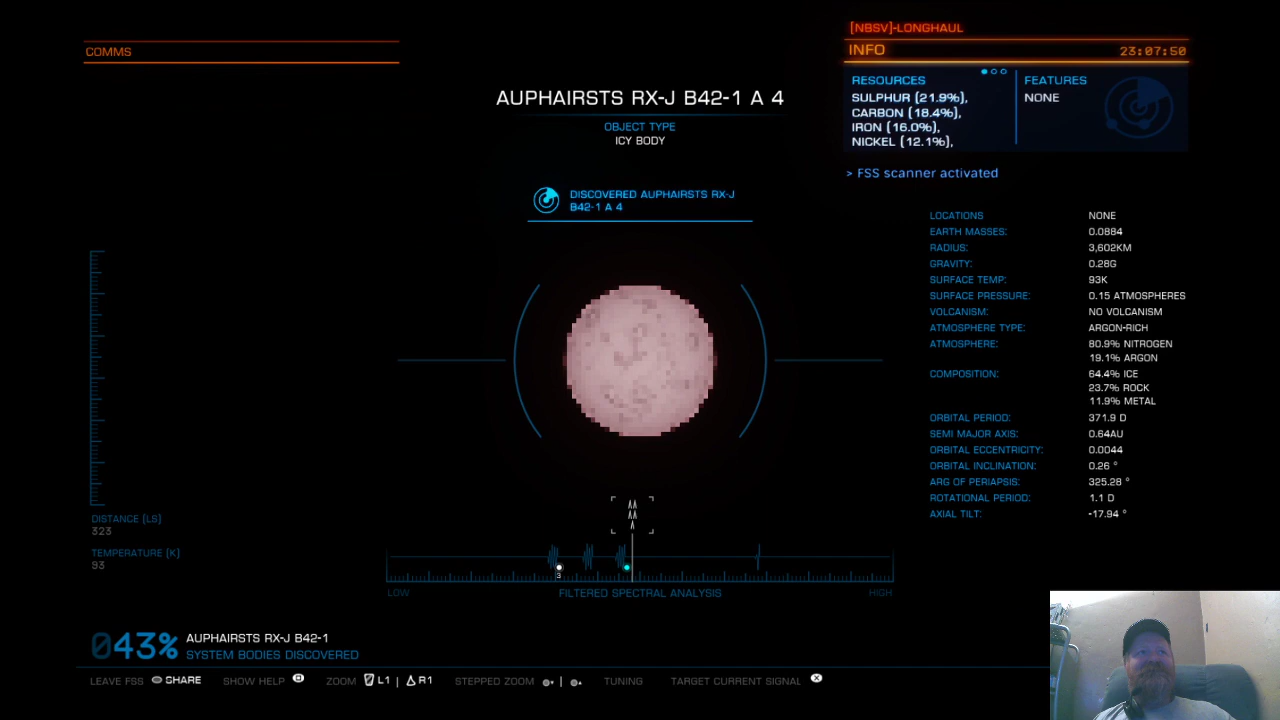 [NBSV]-LONGHAUL
COMMS
INFO
23:07:50
RESOURCES
SULPHUR (21.9%),
CARBON (18.4%),
IRON (16.0%),
NICKEL (12.1%),
FEATURES
NONE
> FSS scanner activated
AUPHAIRSTS RX-J B42-1 A 4
OBJECT TYPE
ICY BODY
DISCOVERED AUPHAIRSTS RX-J
B42-1 A 4
LOCATIONS NONE
EARTH MASSES: 0.0884
RADIUS: 3,602KM
GRAVITY: 0.28G
SURFACE TEMP: 93K
SURFACE PRESSURE: 0.15 ATMOSPHERES
VOLCANISM: NO VOLCANISM
ATMOSPHERE TYPE: ARGON-RICH
ATMOSPHERE: 80.9% NITROGEN
19.1% ARGON
COMPOSITION: 64.4% ICE
23.7% ROCK
11.9% METAL
ORBITAL PERIOD: 371.9 D
SEMI MAJOR AXIS: 0.64AU
ORBITAL ECCENTRICITY: 0.0044
ORBITAL INCLINATION: 0.26 °
ARG OF PERIAPSIS: 325.28 °
ROTATIONAL PERIOD: 1.1 D
AXIAL TILT: -17.94 °
DISTANCE (LS)
323
TEMPERATURE (K)
93
3
LOW
FILTERED SPECTRAL ANALYSIS
HIGH
043%
AUPHAIRSTS RX-J B42-1
SYSTEM BODIES DISCOVERED
LEAVE FSS SHARE SHOW HELP ZOOM L1 | R1 STEPPED ZOOM | TUNING TARGET CURRENT SIGNAL